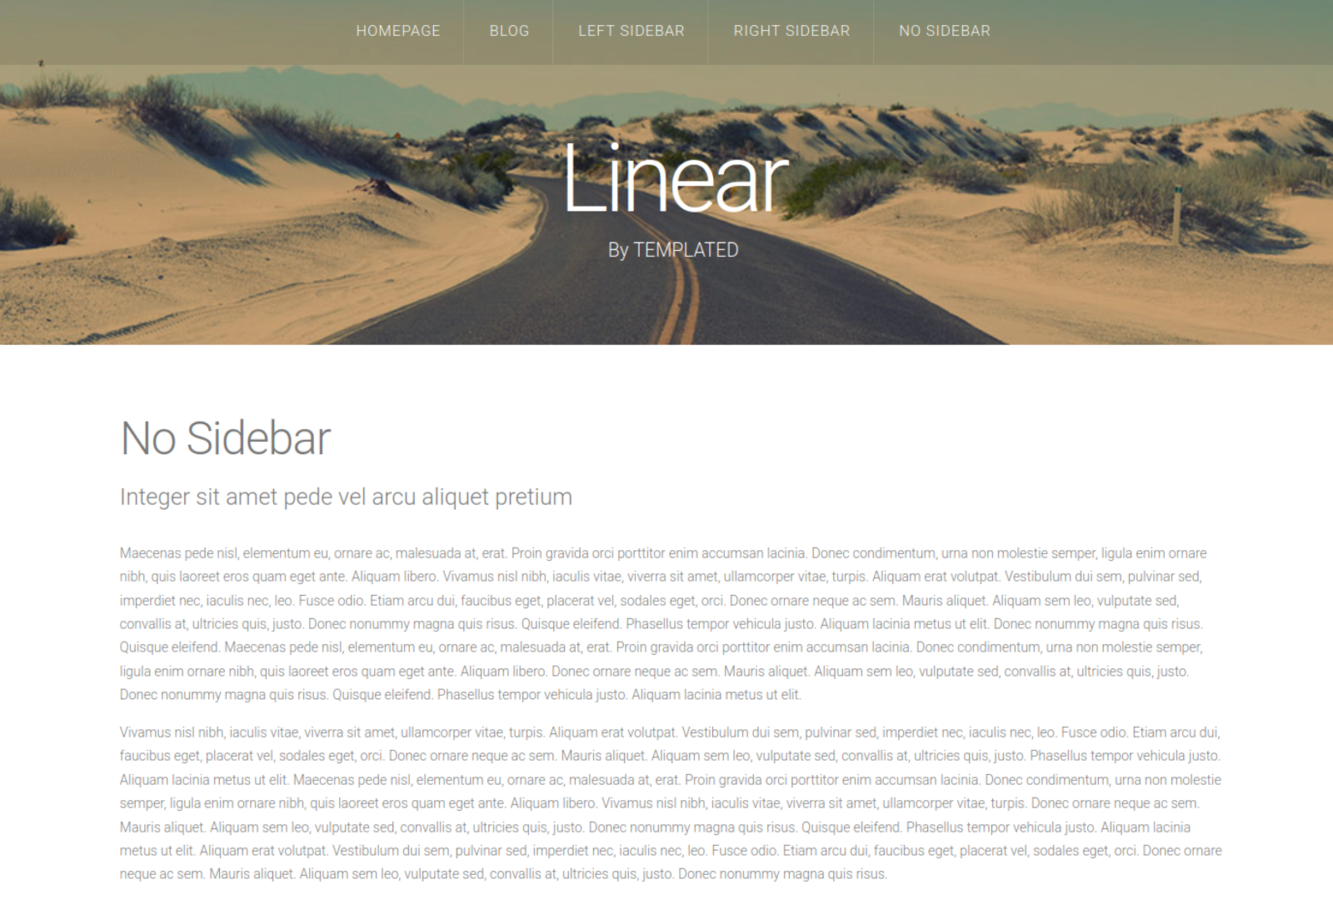 HOMEPAGE BLOG LEFT SIDEBAR RIGHT SIDEBAR NO SIDEBAR
Linear
By TEMPLATED
No Sidebar
Integer sit amet pede vel arcu aliquet pretium
Maecenas pede nisl, elementum eu, ornare ac, malesuada at, erat. Proin gravida orci porttitor enim accumsan lacinia. Donec condimentum, urna non molestie semper, ligula enim ornare
nibh, quis laoreet eros quam eget ante. Aliquam libero. Vivamus nisl nibh, iaculis vitae, viverra sit amet, ullamcorper vitae, turpis. Aliquam erat volutpat. Vestibulum dui sem, pulvinar sed,
imperdiet nec, iaculis nec, leo. Fusce odio. Etiam arcu dui, faucibus eget, placerat vel, sodales eget, orci. Donec ornare neque ac sem. Mauris aliquet. Aliquam sem leo, vulputate sed,
convallis at, ultricies quis, justo. Donec nonummy magna quis risus. Quisque eleifend. Phasellus tempor vehicula justo. Aliquam lacinia metus ut elit. Donec nonummy magna quis risus.
Quisque eleifend. Maecenas pede nisl, elementum eu, ornare ac, malesuada at, erat. Proin gravida orci porttitor enim accumsan lacinia. Donec condimentum, urna non molestie semper,
ligula enim ornare nibh, quis laoreet eros quam eget ante. Aliquam libero. Donec ornare neque ac sem. Mauris aliquet. Aliquam sem leo, vulputate sed, convallis at, ultricies quis, justo.
Donec nonummy magna quis risus. Quisque eleifend. Phasellus tempor vehicula justo. Aliquam lacinia metus ut elit.
Vivamus nisl nibh, iaculis vitae, viverra sit amet, ullamcorper vitae, turpis. Aliquam erat volutpat. Vestibulum dui sem, pulvinar sed, imperdiet nec, iaculis nec, leo. Fusce odio. Etiam arcu dui,
faucibus eget, placerat vel, sodales eget, orci. Donec ornare neque ac sem. Mauris aliquet. Aliquam sem leo, vulputate sed, convallis at, ultricies quis, justo. Phasellus tempor vehicula justo.
Aliquam lacinia metus ut elit. Maecenas pede nisl, elementum eu, ornare ac, malesuada at, erat. Proin gravida orci porttitor enim accumsan lacinia. Donec condimentum, urna non molestie
semper, ligula enim ornare nibh, quis laoreet eros quam eget ante. Aliquam libero. Vivamus nisl nibh, iaculis vitae, viverra sit amet, ullamcorper vitae, turpis. Donec ornare neque ac sem.
Mauris aliquet. Aliquam sem leo, vulputate sed, convallis at, ultricies quis, justo. Donec nonummy magna quis risus. Quisque eleifend. Phasellus tempor vehicula justo. Aliquam lacinia
metus ut elit. Aliquam erat volutpat. Vestibulum dui sem, pulvinar sed, imperdiet nec, iaculis nec, leo. Fusce odio. Etiam arcu dui, faucibus eget, placerat vel, sodales eget, orci. Donec ornare
neque ac sem. Mauris aliquet. Aliquam sem leo, vulputate sed, convallis at, ultricies quis, justo. Donec nonummy magna quis risus.